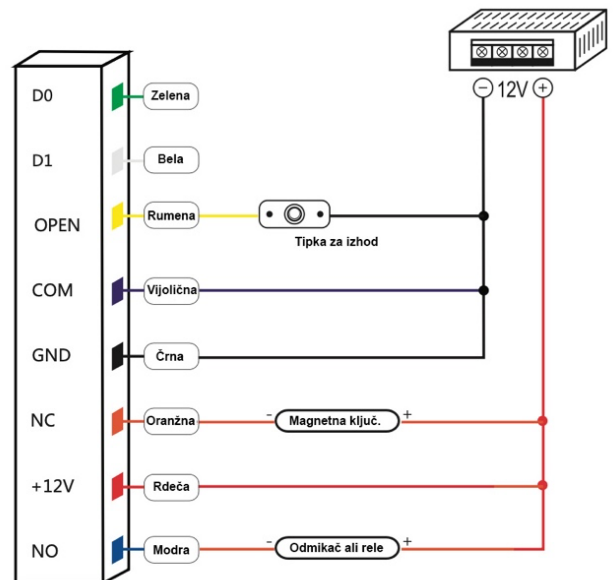 − 12V +
D0 Zelena
D1 Bela
OPEN Rumena
Tipka za izhod
COM Vijolična
GND Črna
NC Oranžna - Magnetna ključ. +
+12V Rdeča
NO Modra - Odmikač ali rele +